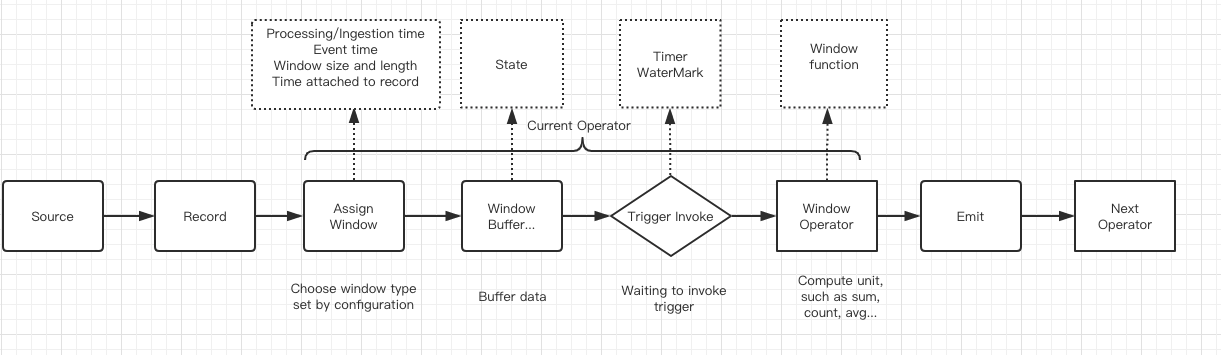 Processing/Ingestion time
Event time
Window size and length
Time attached to record
State
Timer
WaterMark
Window
function
Current Operator
Source
Record
Assign
Window
Window
Buffer...
Trigger Invoke
Window
Operator
Emit
Next
Operator
Choose window type
set by configuration
Buffer data
Waiting to invoke
trigger
Compute unit,
such as sum,
count, avg...